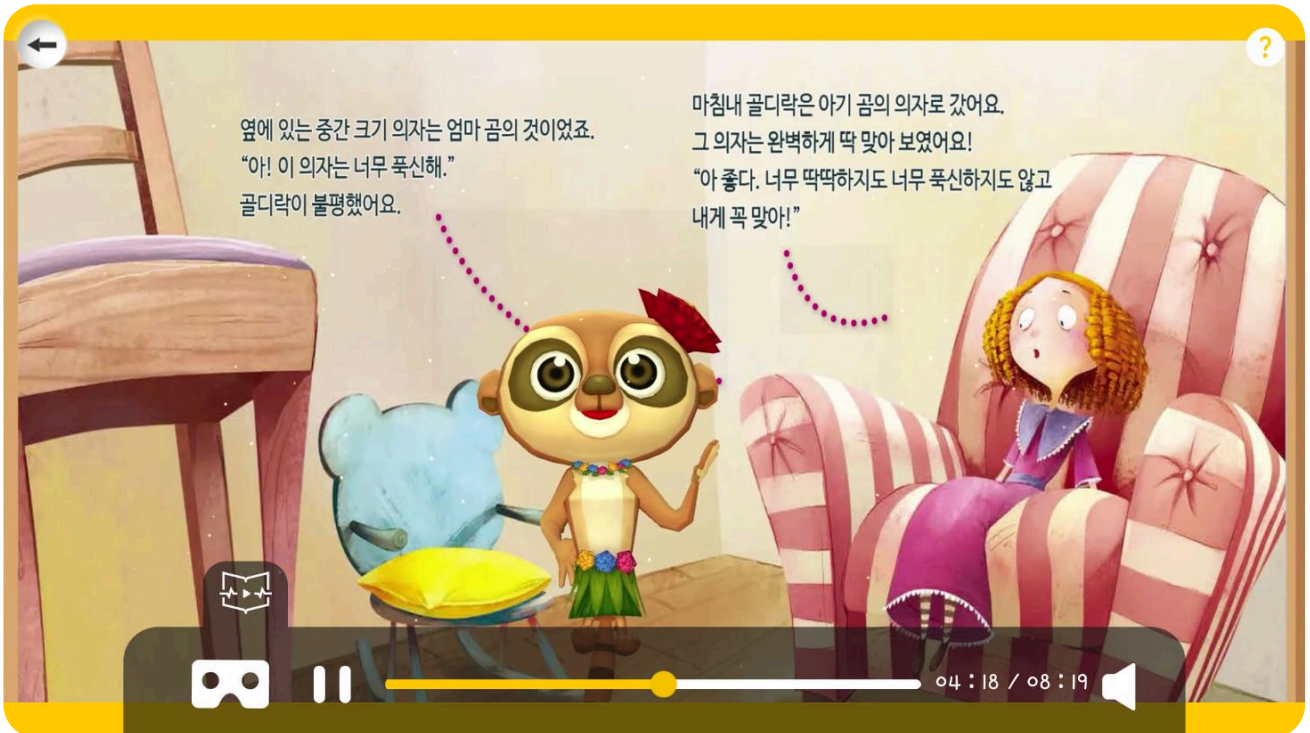 옆에 있는 중간 크기 의자는 엄마 곰의 것이었죠.
“아! 이 의자는 너무 푹신해.”
골디락이 불평했어요.
마침내 골디락은 아기 곰의 의자로 갔어요.
그 의자는 완벽하게 딱 맞아 보였어요!
“아 좋다. 너무 딱딱하지도 너무 푹신하지도 않고
내게 꼭 맞아!”
?
04:18 / 08:19